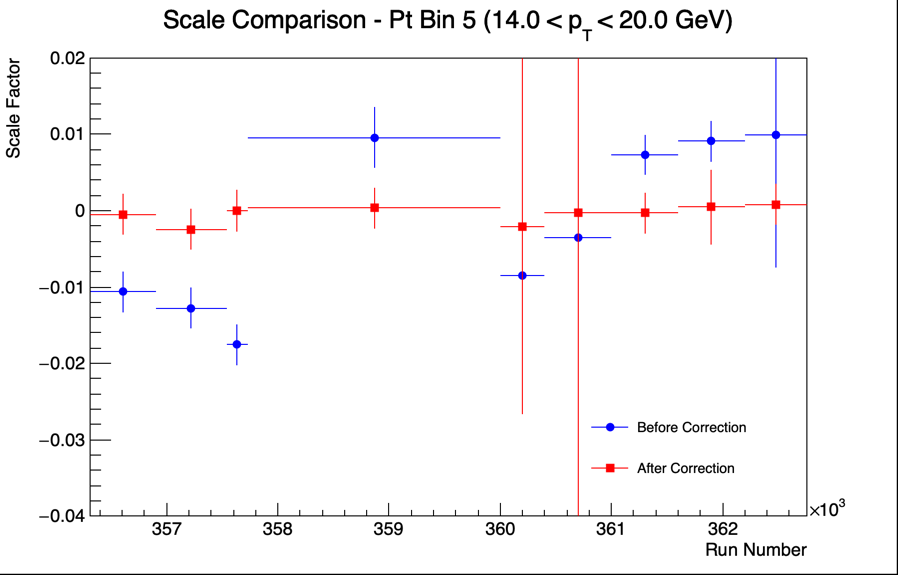 Scale Comparison - Pt Bin 5 (14.0 < p_T < 20.0 GeV)
Scale Factor
0.02
0.01
0
−0.01
−0.02
−0.03
−0.04
Before Correction
After Correction
357 358 359 360 361 362 ×10³
Run Number